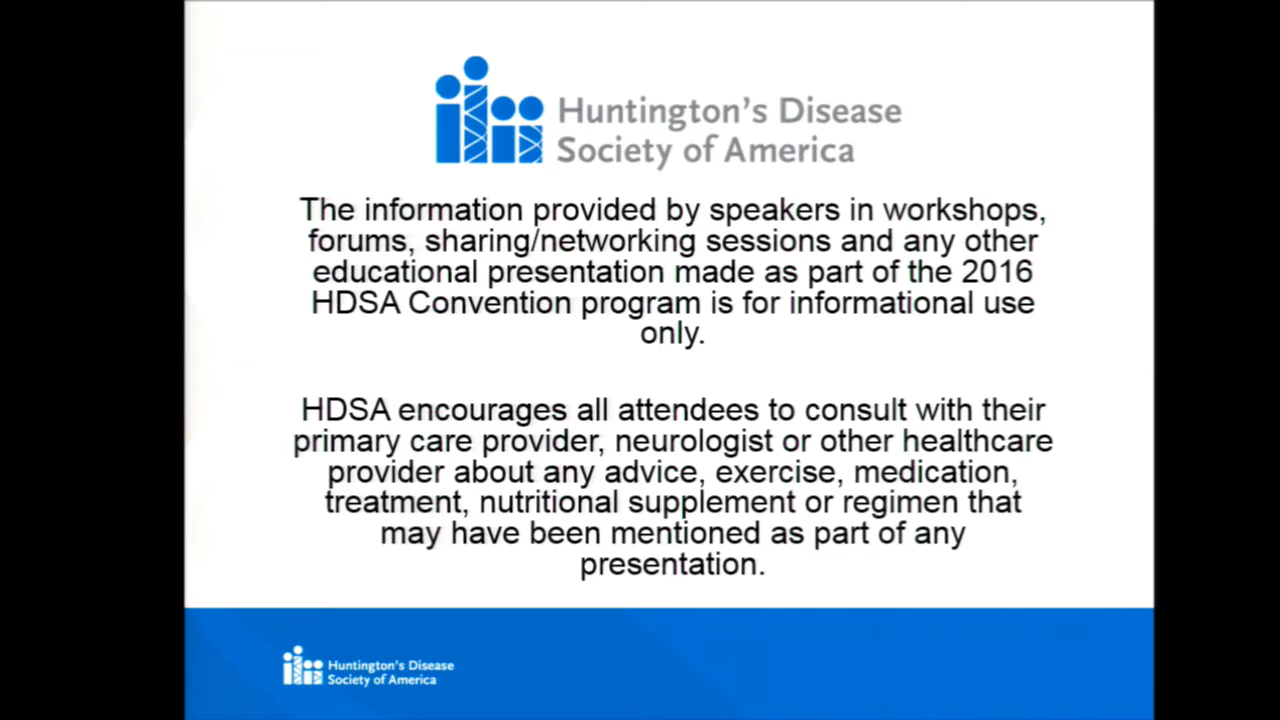 Huntington's Disease
Society of America
The information provided by speakers in workshops,
forums, sharing/networking sessions and any other
educational presentation made as part of the 2016
HDSA Convention program is for informational use
only.
HDSA encourages all attendees to consult with their
primary care provider, neurologist or other healthcare
provider about any advice, exercise, medication,
treatment, nutritional supplement or regimen that
may have been mentioned as part of any
presentation.
Huntington's Disease
Society of America